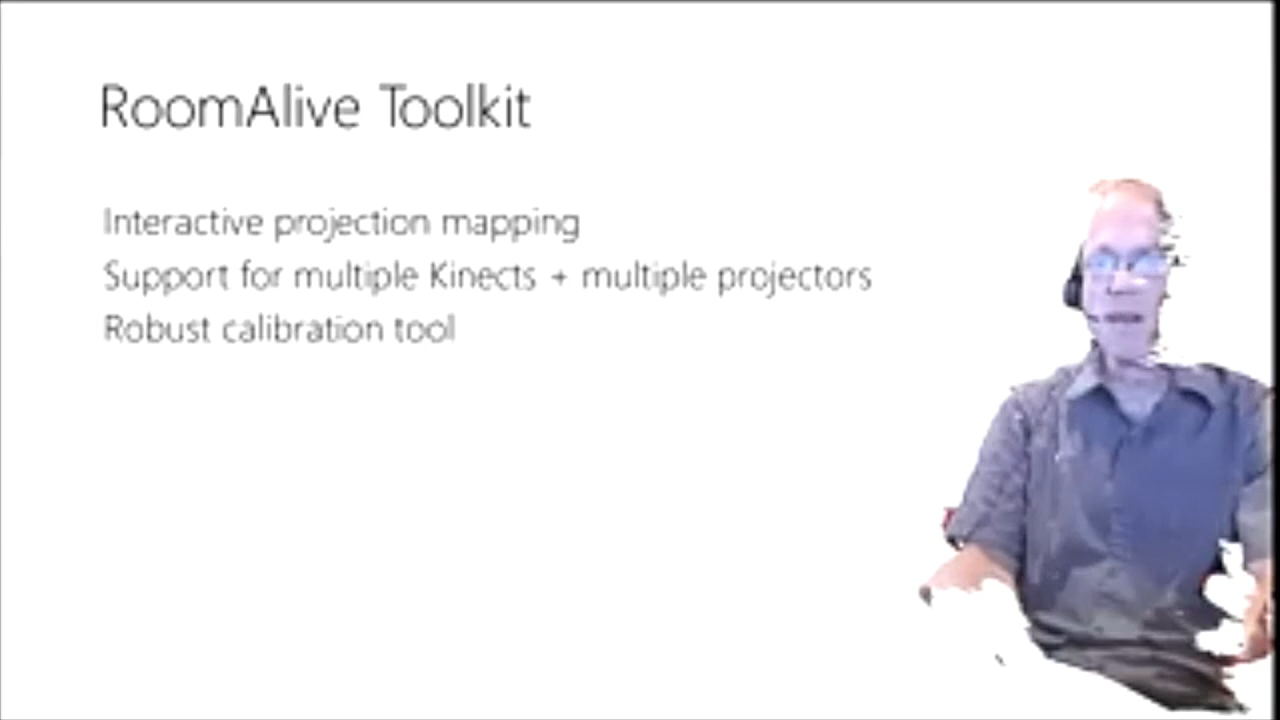 RoomAlive Toolkit
Interactive projection mapping
Support for multiple Kinects + multiple projectors
Robust calibration tool